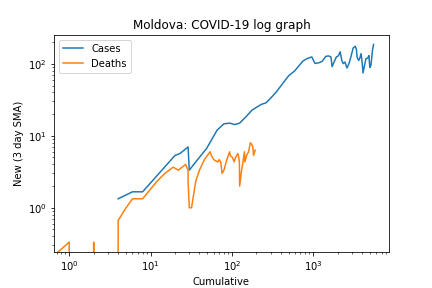 Moldova: COVID-19 log graph
Cases
Deaths
New (3 day SMA)
10²
10¹
10⁰
10⁰ 10¹ 10² 10³
Cumulative